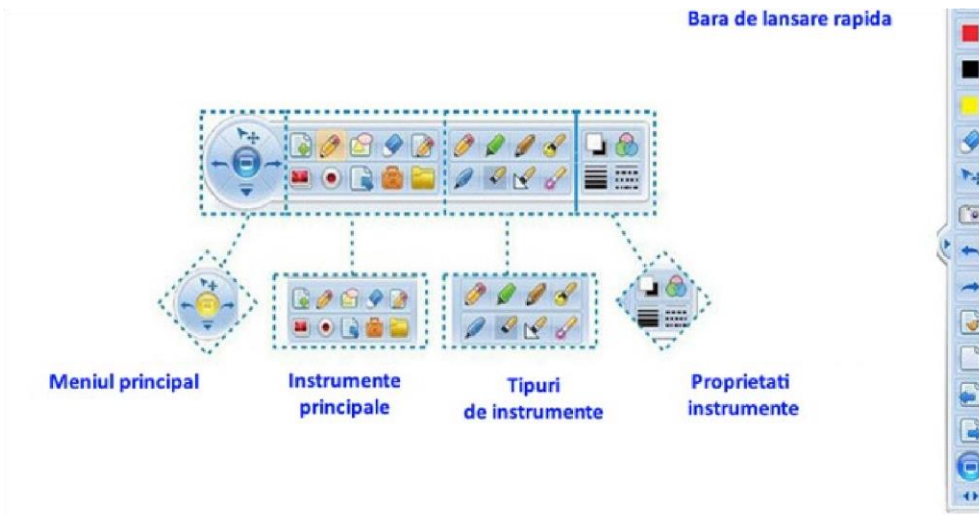 Bara de lansare rapida
Meniul principal
Instrumente
principale
Tipuri
de instrumente
Proprietati
instrumente